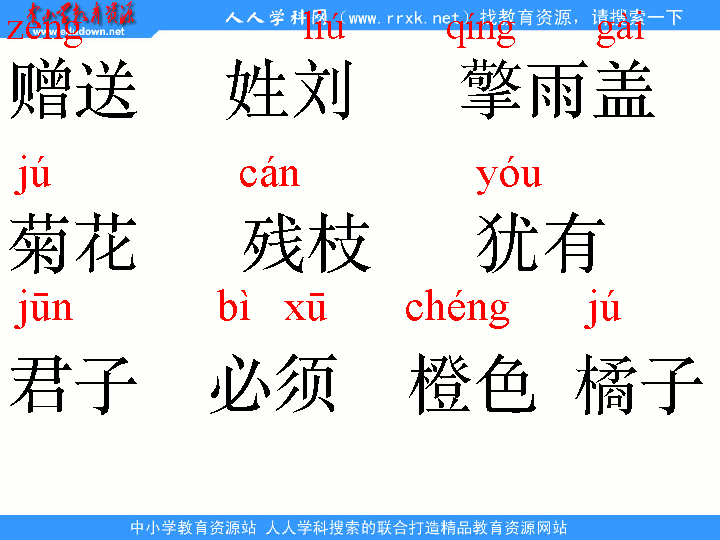 人人学科网（www.rrxk.net）找教育资源，请搜索一下
www.edudown.net
zèng liú qíng gài
赠送 姓刘 擎雨盖
jú cán yóu
菊花 残枝 犹有
jūn bì xū chéng jú
君子 必须 橙色 橘子
中小学教育资源站 人人学科搜索的联合打造精品教育资源网站